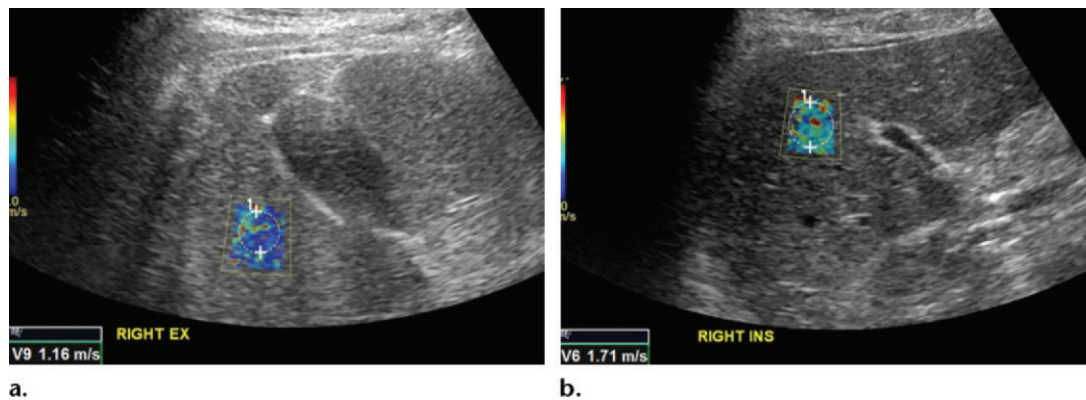 1
0
m/s
RIGHT EX
V9 1.16 m/s
a.
1
0
m/s
RIGHT INS
V6 1.71 m/s
b.